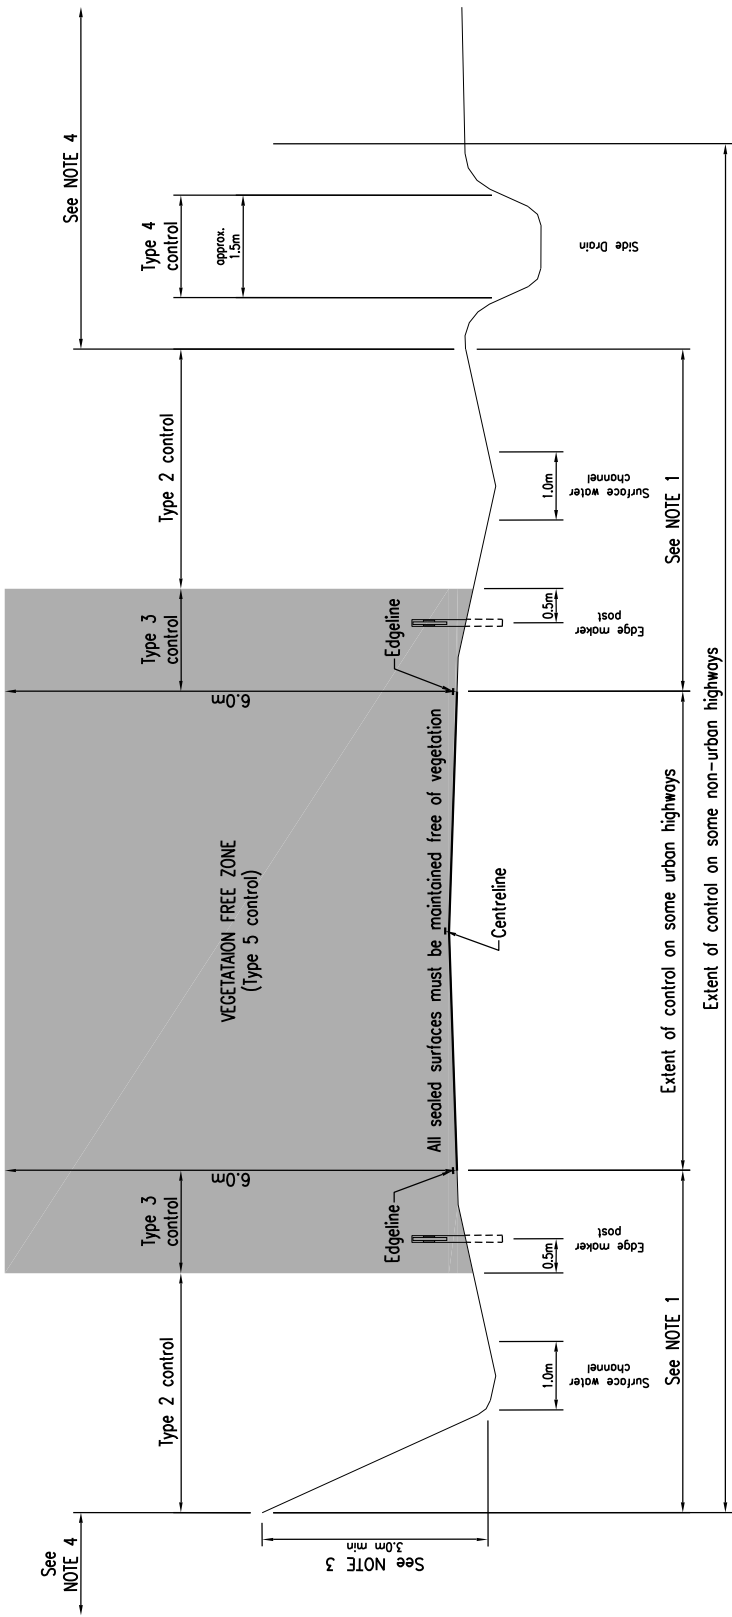 See
NOTE 4
See NOTE 4
Type 4
control
approx.
1.5m
Type 2 control
Type 3
control
Type 3
control
Type 2 control
6.0m
6.0m
VEGETATAION FREE ZONE
(Type 5 control)
Edgeline
Edgeline
All sealed surfaces must be maintained free of vegetation
Centreline
See NOTE 3
3.0m min
Side Drain
1.0m
Surface water
channel
0.5m
Edge maker
post
0.5m
Edge maker
post
1.0m
Surface water
channel
See NOTE 1
Extent of control on some urban highways
See NOTE 1
Extent of control on some non-urban highways